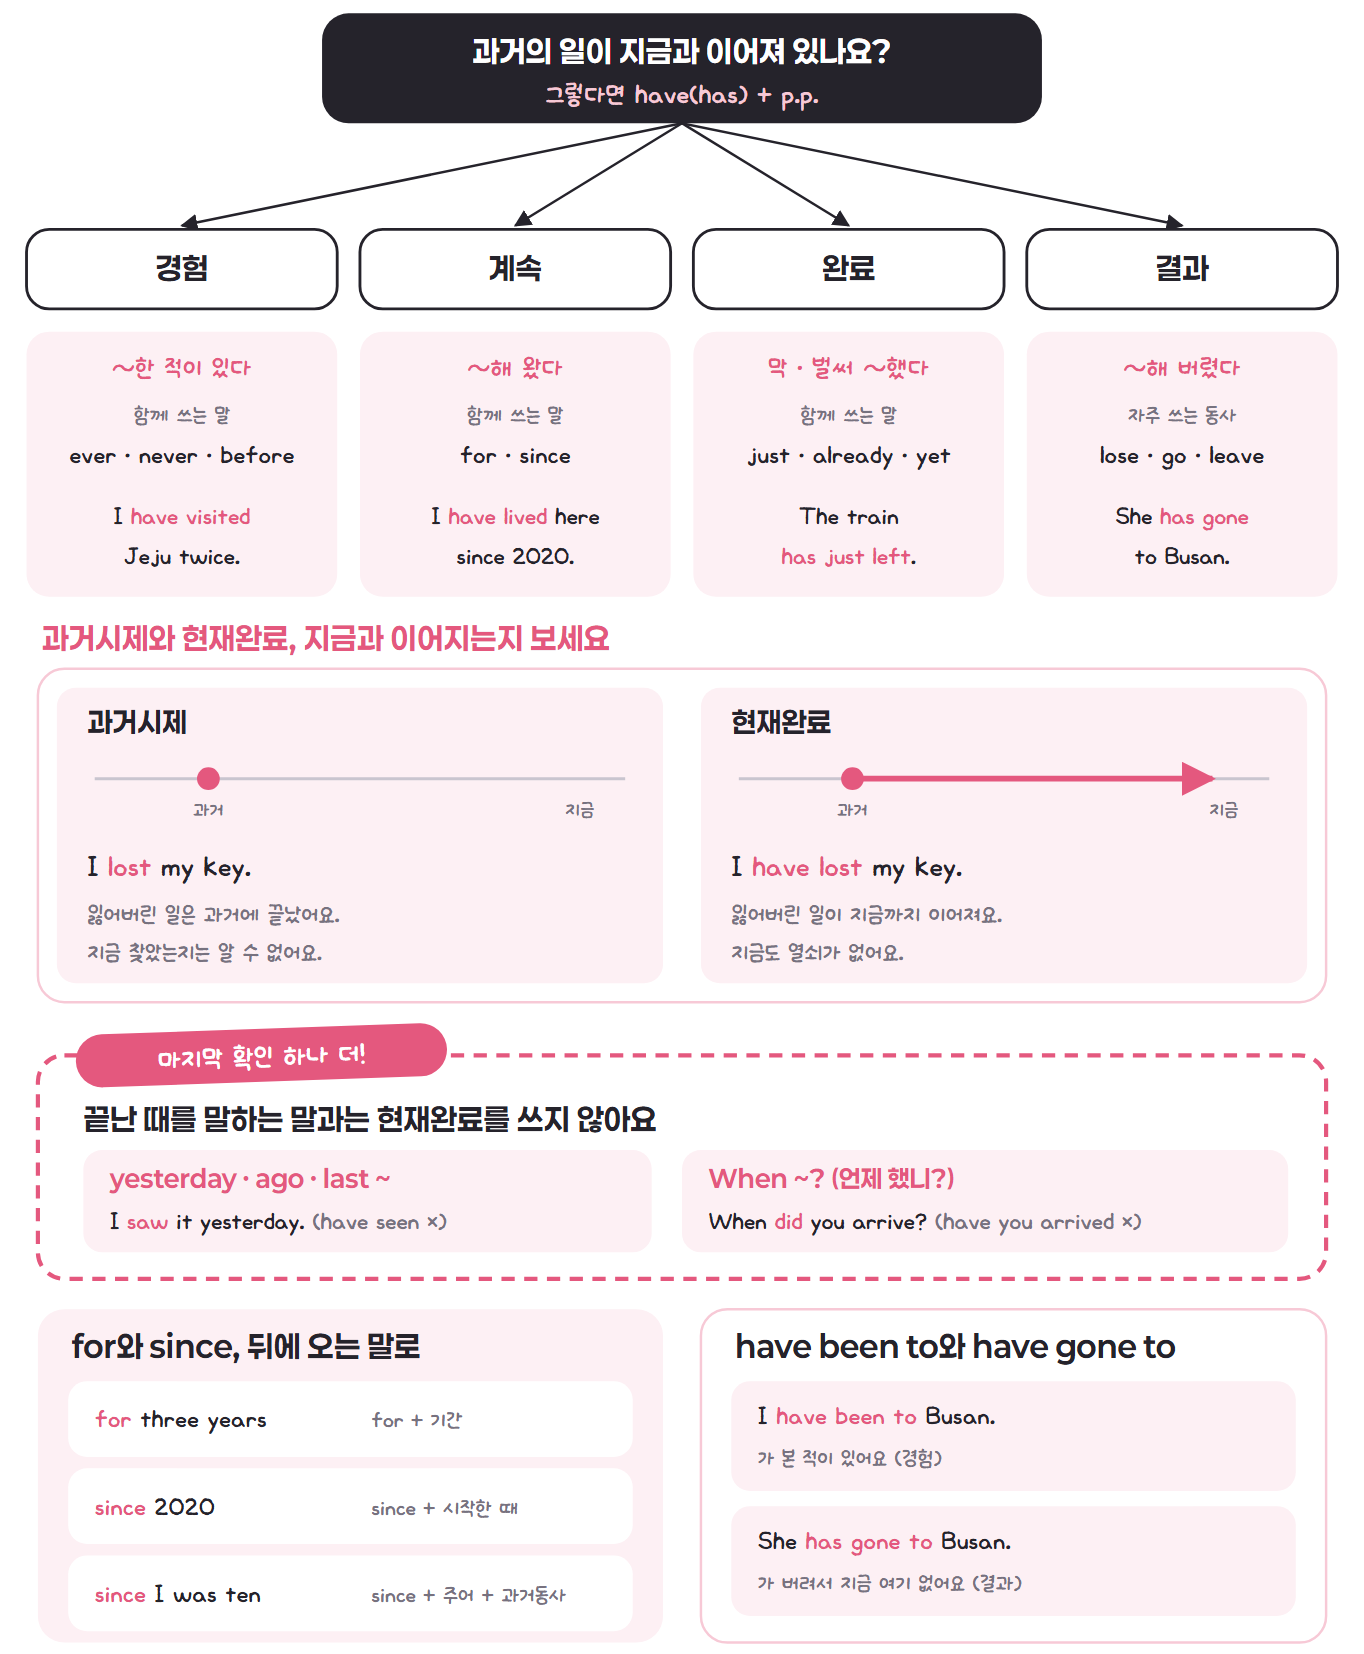 과거의 일이 지금과 이어져 있나요?
그렇다면 have(has) + p.p.
경험
~한 적이 있다
함께 쓰는 말
ever · never · before
I have visited
Jeju twice.
계속
~해 왔다
함께 쓰는 말
for · since
I have lived here
since 2020.
완료
막 · 벌써 ~했다
함께 쓰는 말
just · already · yet
The train
has just left.
결과
~해 버렸다
자주 쓰는 동사
lose · go · leave
She has gone
to Busan.
과거시제와 현재완료, 지금과 이어지는지 보세요
과거시제
과거
지금
I lost my key.
잃어버린 일은 과거에 끝났어요.
지금 찾았는지는 알 수 없어요.
현재완료
과거
지금
I have lost my key.
잃어버린 일이 지금까지 이어져요.
지금도 열쇠가 없어요.
마지막 확인 하나 더!
끝난 때를 말하는 말과는 현재완료를 쓰지 않아요
yesterday · ago · last ~
I saw it yesterday. (have seen ×)
When ~? (언제 했니?)
When did you arrive? (have you arrived ×)
for와 since, 뒤에 오는 말로
for three years
for + 기간
since 2020
since + 시작한 때
since I was ten
since + 주어 + 과거동사
have been to와 have gone to
I have been to Busan.
가 본 적이 있어요 (경험)
She has gone to Busan.
가 버려서 지금 여기 없어요 (결과)